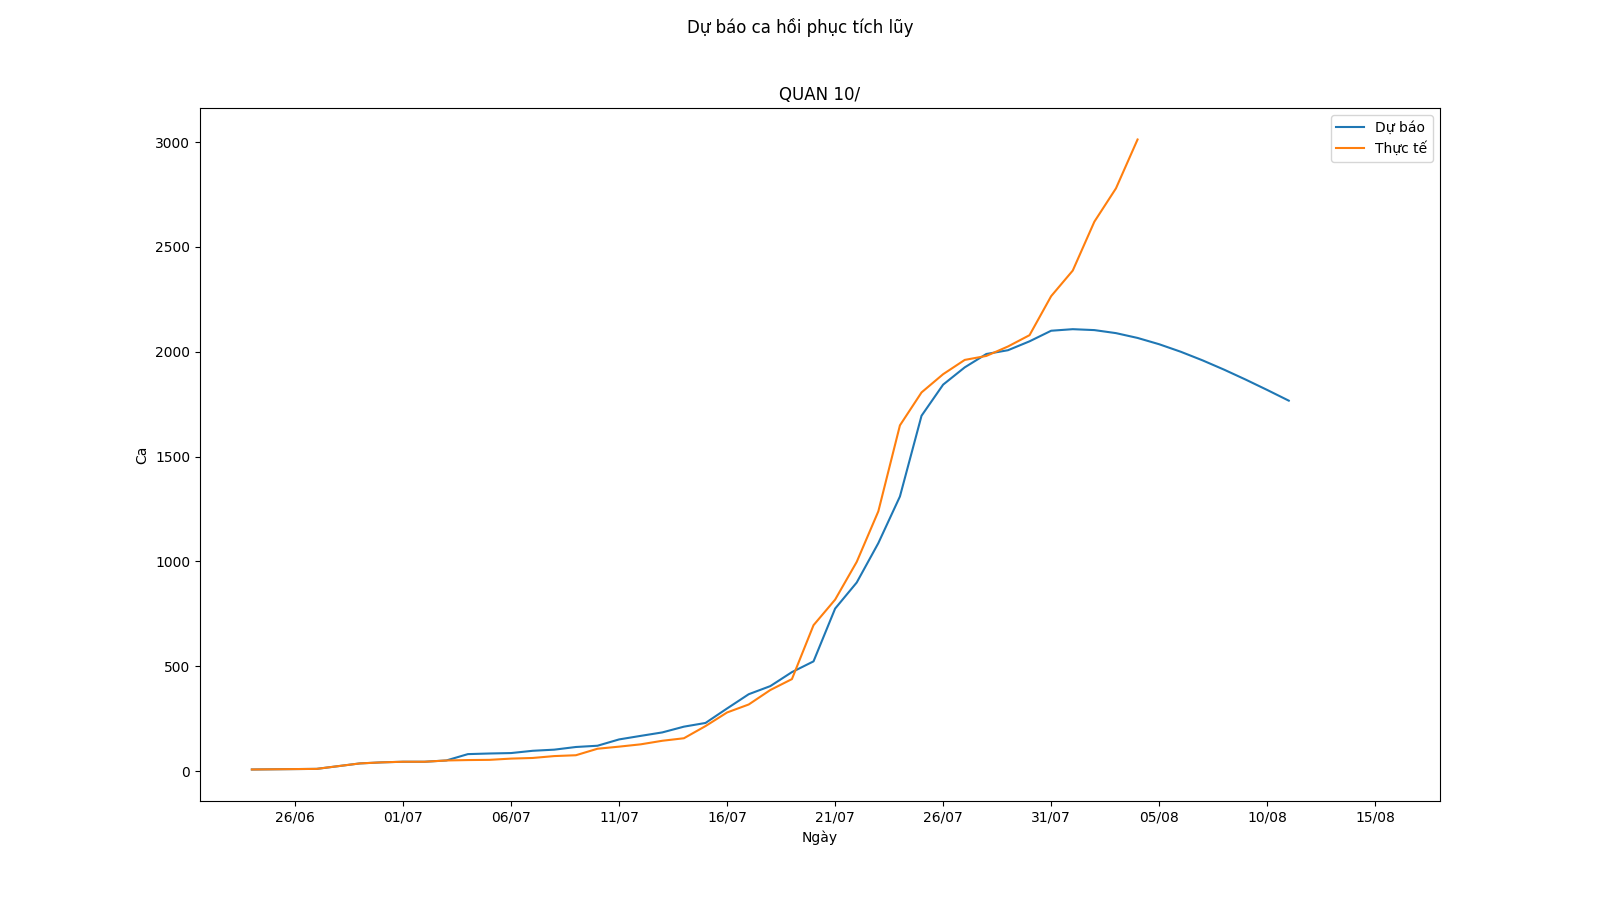 Dự báo ca hồi phục tích lũy
QUAN 10/
Dự báo
Thực tế
3000
2500
2000
1500
1000
500
0
Ca
26/06 01/07 06/07 11/07 16/07 21/07 26/07 31/07 05/08 10/08 15/08
Ngày